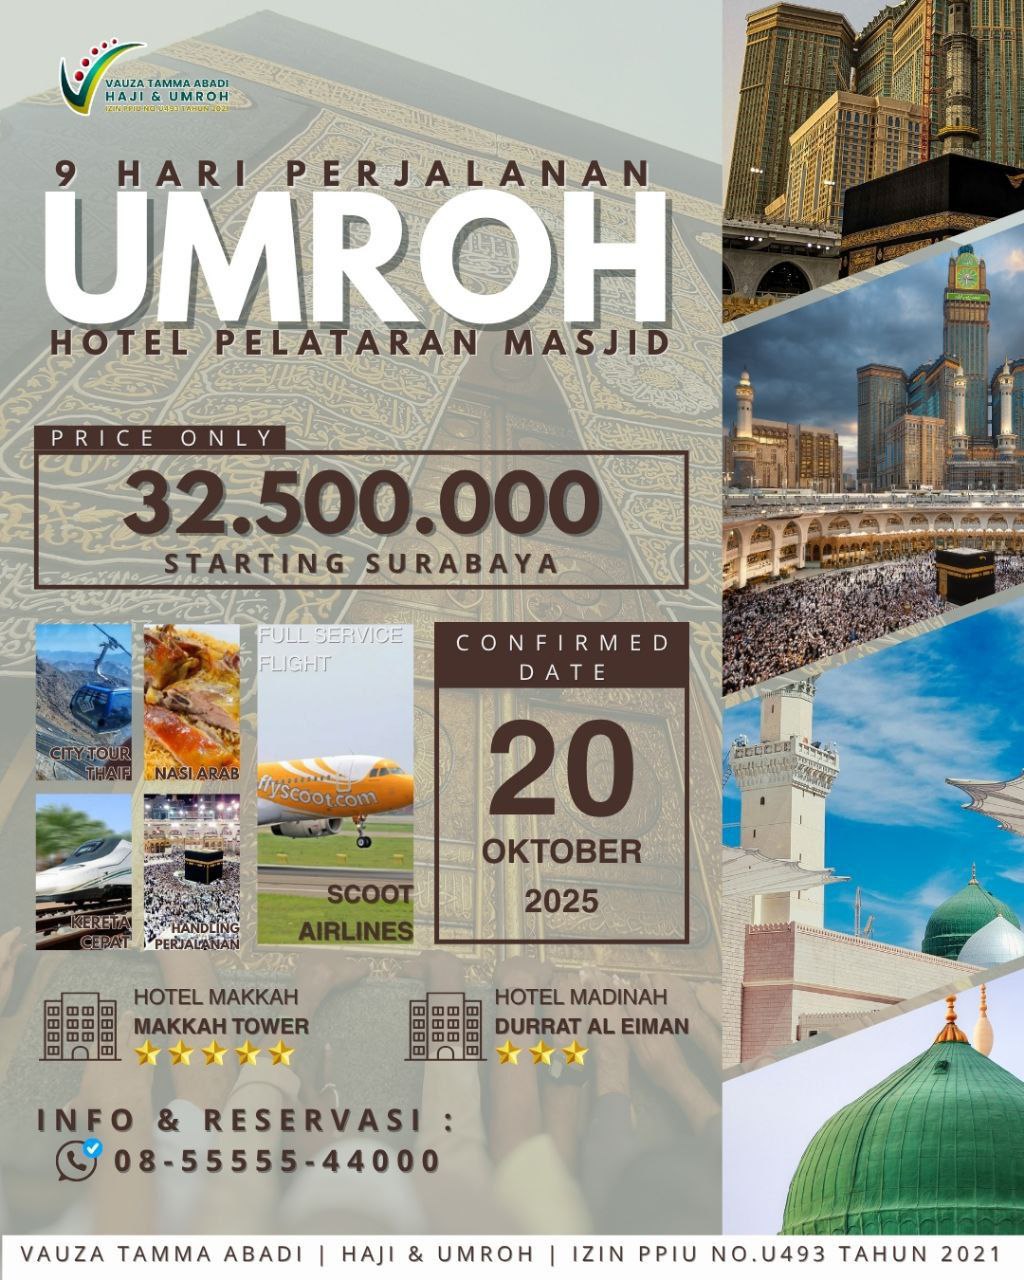 VAUZA TAMMA ABADI
HAJI & UMROH
IZIN PPIU NO.U493 TAHUN 2021
9 HARI PERJALANAN
UMROH
HOTEL PELATARAN MASJID
PRICE ONLY
32.500.000
STARTING SURABAYA
CITY TOUR
THAIF
NASI ARAB
KERETA
CEPAT
HANDLING
PERJALANAN
FULL SERVICE
FLIGHT
flyscoot.com
SCOOT
AIRLINES
CONFIRMED
DATE
20
OKTOBER
2025
HOTEL MAKKAH
MAKKAH TOWER
HOTEL MADINAH
DURRAT AL EIMAN
INFO & RESERVASI :
08-55555-44000
VAUZA TAMMA ABADI | HAJI & UMROH | IZIN PPIU NO.U493 TAHUN 2021